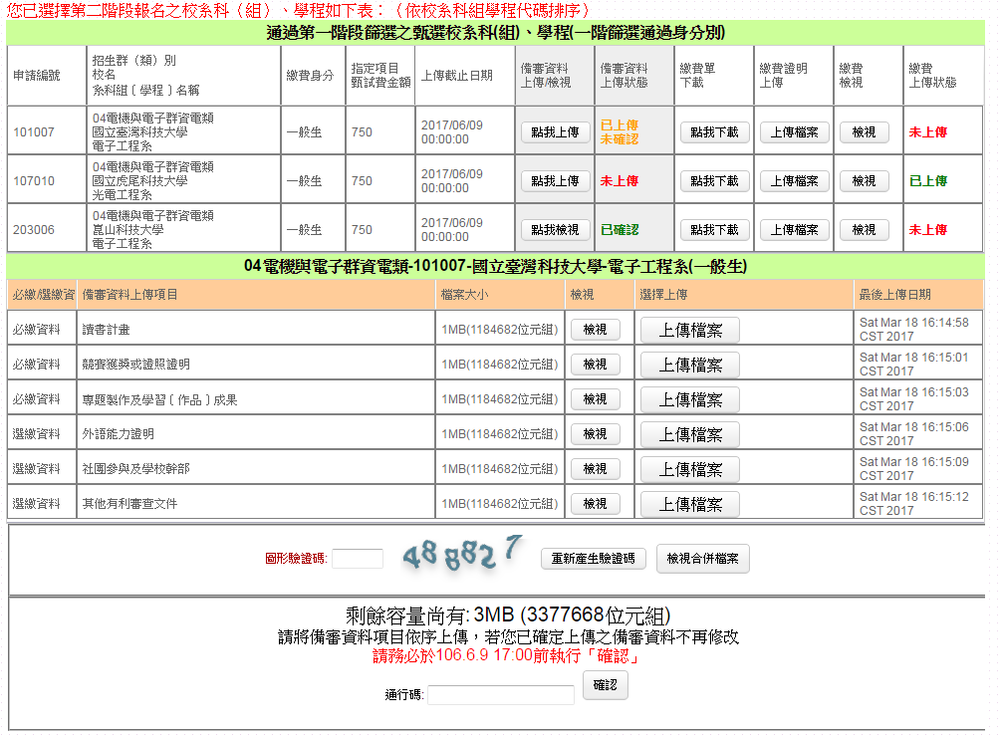 您已選擇第二階段報名之校系科（組）、學程如下表：（依校系科組學程代碼排序）
通過第一階段篩選之甄選校系科(組)、學程(一階篩選通過身分別)
申請編號 招生群（類）別 校名 系科組〔學程〕名稱 繳費身分 指定項目 甄試費金額 上傳截止日期 備審資料 上傳/檢視 備審資料 上傳狀態 繳費單 下載 繳費證明 上傳 繳費 檢視 繳費 上傳狀態
101007 04電機與電子群資電類 國立臺灣科技大學 電子工程系 一般生 750 2017/06/09 00:00:00 點我上傳 已上傳 未確認 點我下載 上傳檔案 檢視 未上傳
107010 04電機與電子群資電類 國立虎尾科技大學 光電工程系 一般生 750 2017/06/09 00:00:00 點我上傳 未上傳 點我下載 上傳檔案 檢視 已上傳
203006 04電機與電子群資電類 崑山科技大學 電子工程系 一般生 750 2017/06/09 00:00:00 點我檢視 已確認 點我下載 上傳檔案 檢視 未上傳
04電機與電子群資電類-101007-國立臺灣科技大學-電子工程系(一般生)
必繳/選繳資 備審資料上傳項目 檔案大小 檢視 選擇上傳 最後上傳日期
必繳資料 讀書計畫 1MB(1184682位元組) 檢視 上傳檔案 Sat Mar 18 16:14:58 CST 2017
必繳資料 競賽獲獎或證照證明 1MB(1184682位元組) 檢視 上傳檔案 Sat Mar 18 16:15:01 CST 2017
必繳資料 專題製作及學習〔作品〕成果 1MB(1184682位元組) 檢視 上傳檔案 Sat Mar 18 16:15:03 CST 2017
選繳資料 外語能力證明 1MB(1184682位元組) 檢視 上傳檔案 Sat Mar 18 16:15:06 CST 2017
選繳資料 社團參與及學校幹部 1MB(1184682位元組) 檢視 上傳檔案 Sat Mar 18 16:15:09 CST 2017
選繳資料 其他有利審查文件 1MB(1184682位元組) 檢視 上傳檔案 Sat Mar 18 16:15:12 CST 2017
圖形驗證碼: 488827 重新產生驗證碼 檢視合併檔案
剩餘容量尚有: 3MB (3377668位元組)
請將備審資料項目依序上傳，若您已確定上傳之備審資料不再修改
請務必於106.6.9 17:00前執行「確認」
通行碼: 確認